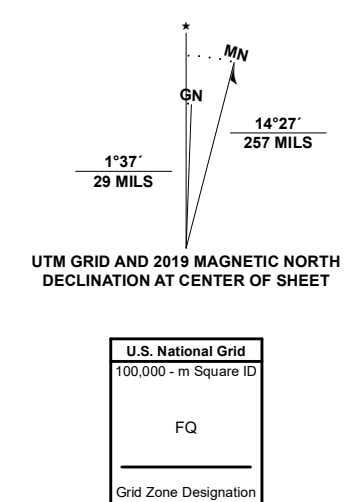 ★
MN
GN
14°27´
257 MILS
1°37´
29 MILS
UTM GRID AND 2019 MAGNETIC NORTH
DECLINATION AT CENTER OF SHEET
U.S. National Grid
100,000 - m Square ID
FQ
Grid Zone Designation